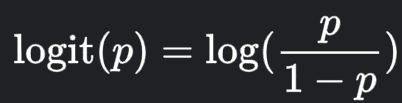 logit(p) = log(p / 1 − p)